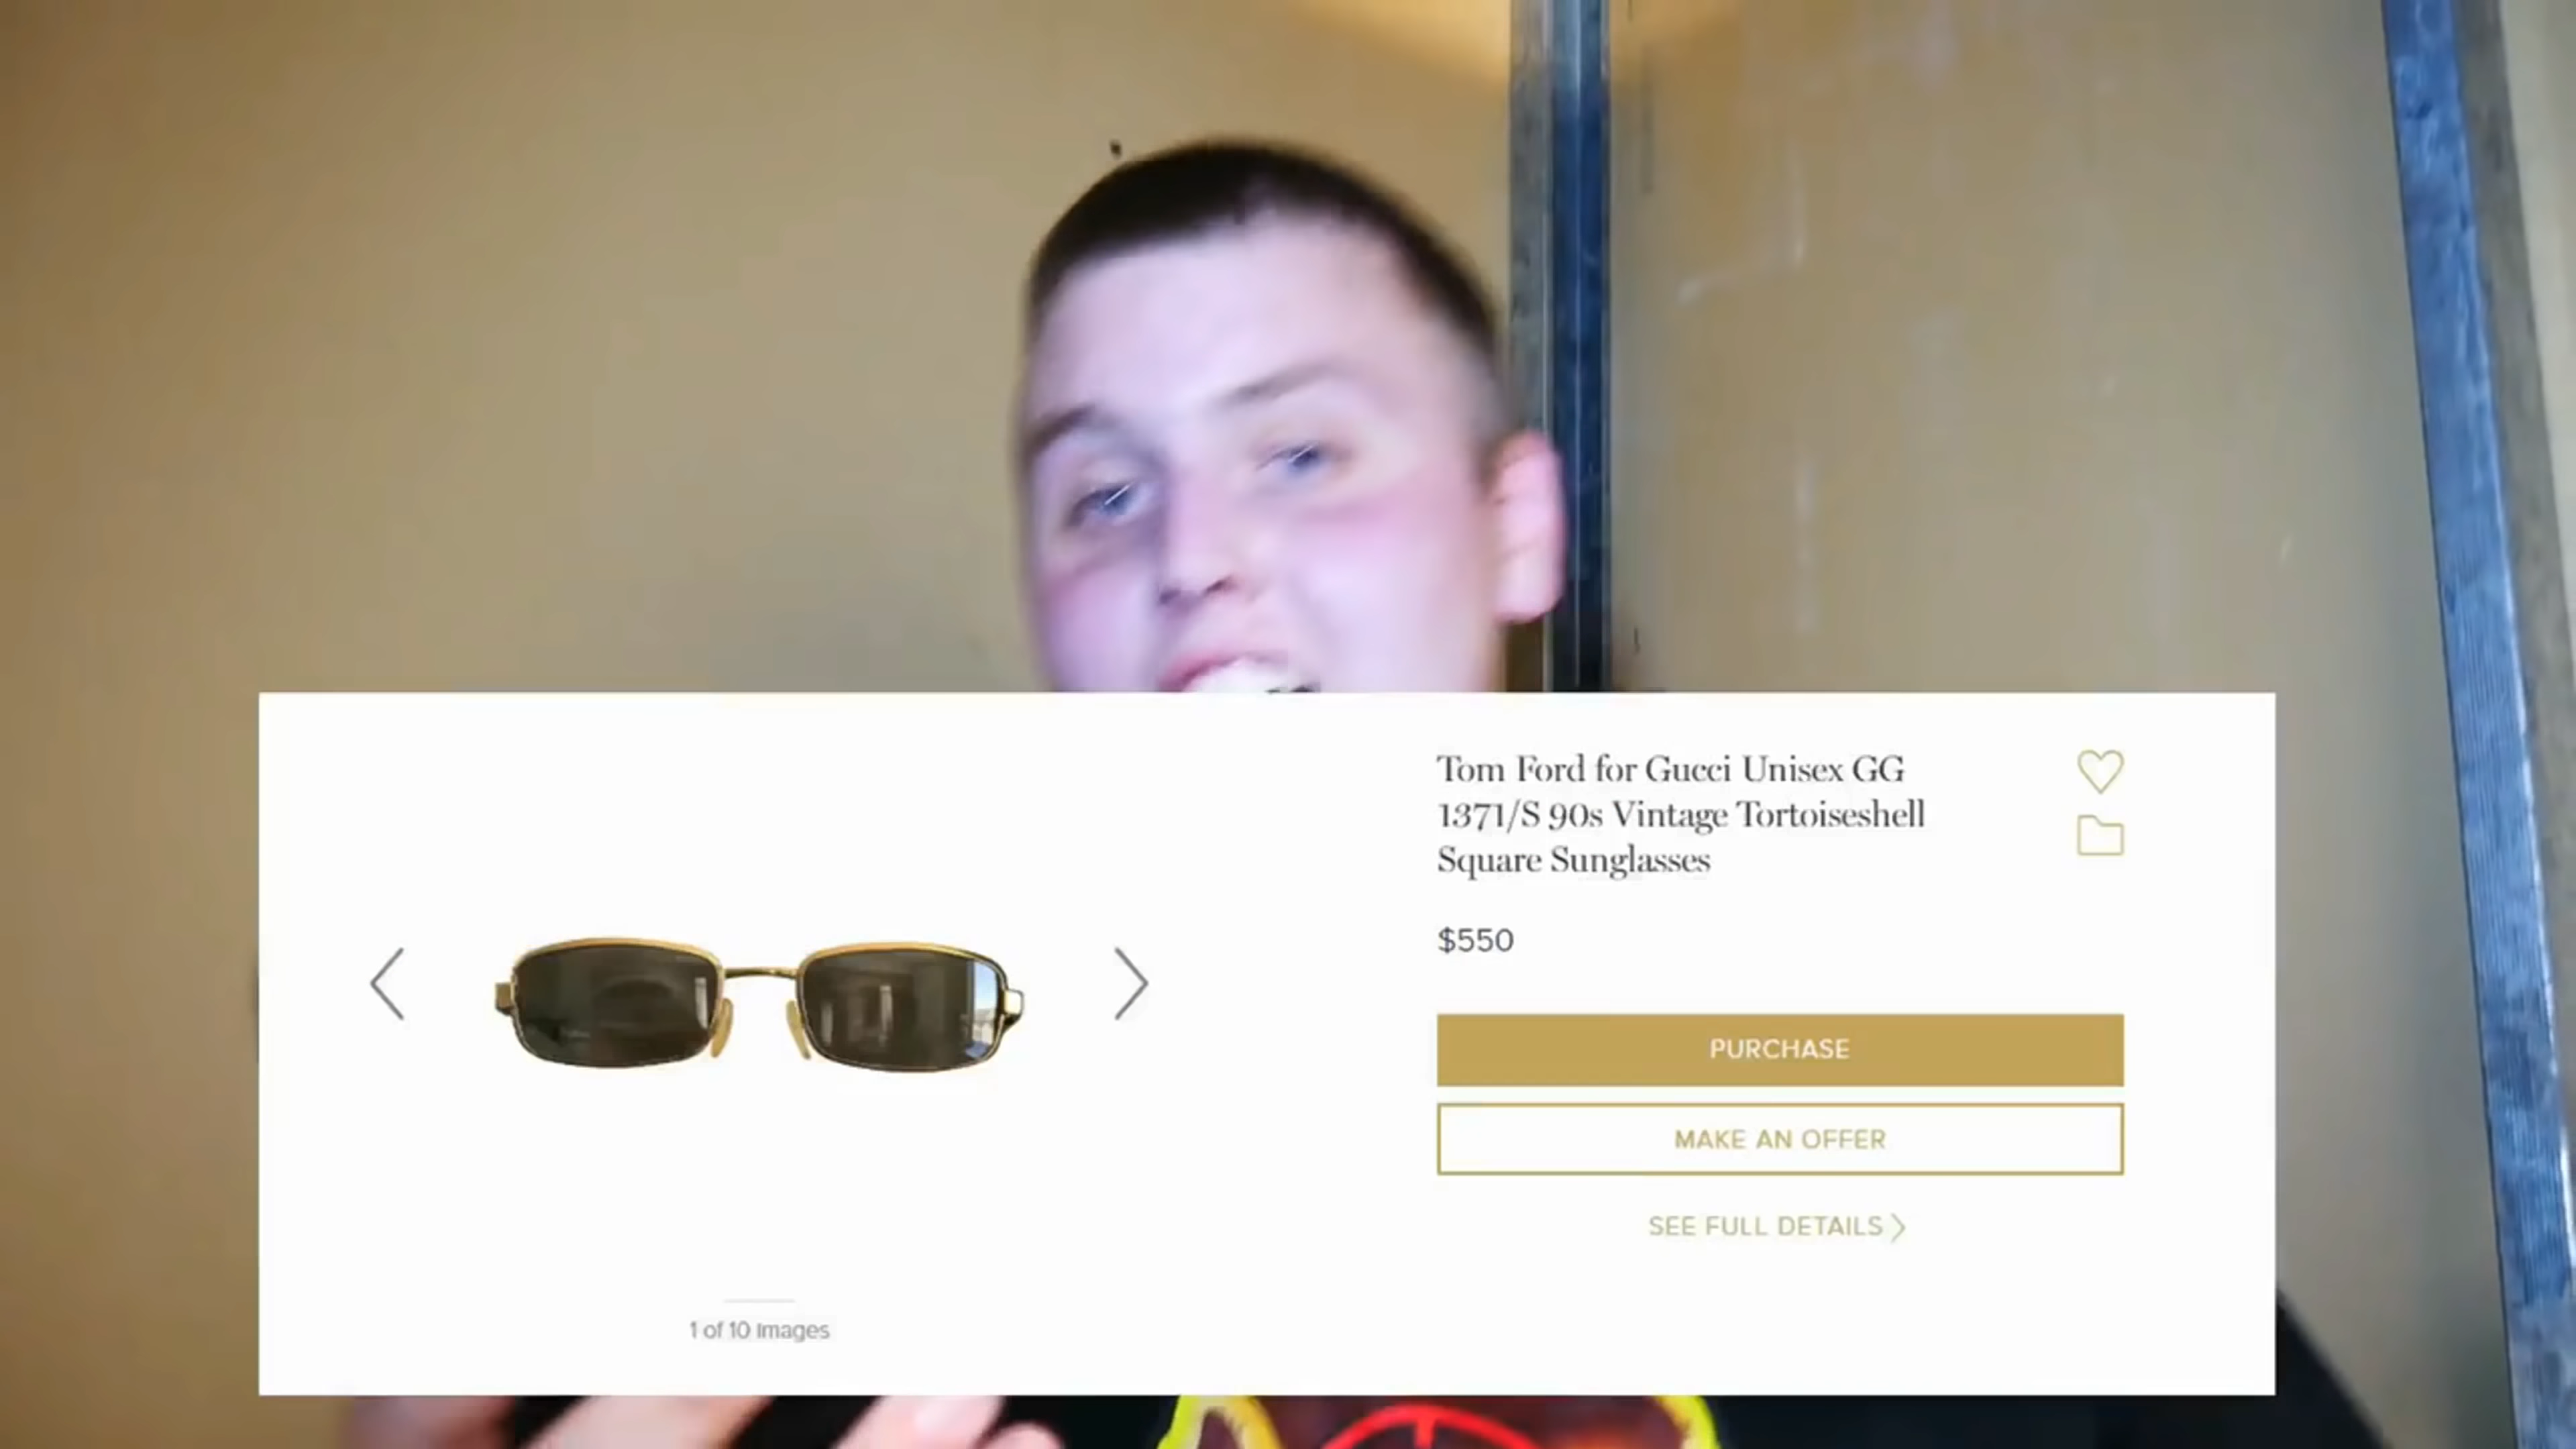 Tom Ford for Gucci Unisex GG
1371/S 90s Vintage Tortoiseshell
Square Sunglasses
$550
PURCHASE
MAKE AN OFFER
SEE FULL DETAILS
1 of 10 Images